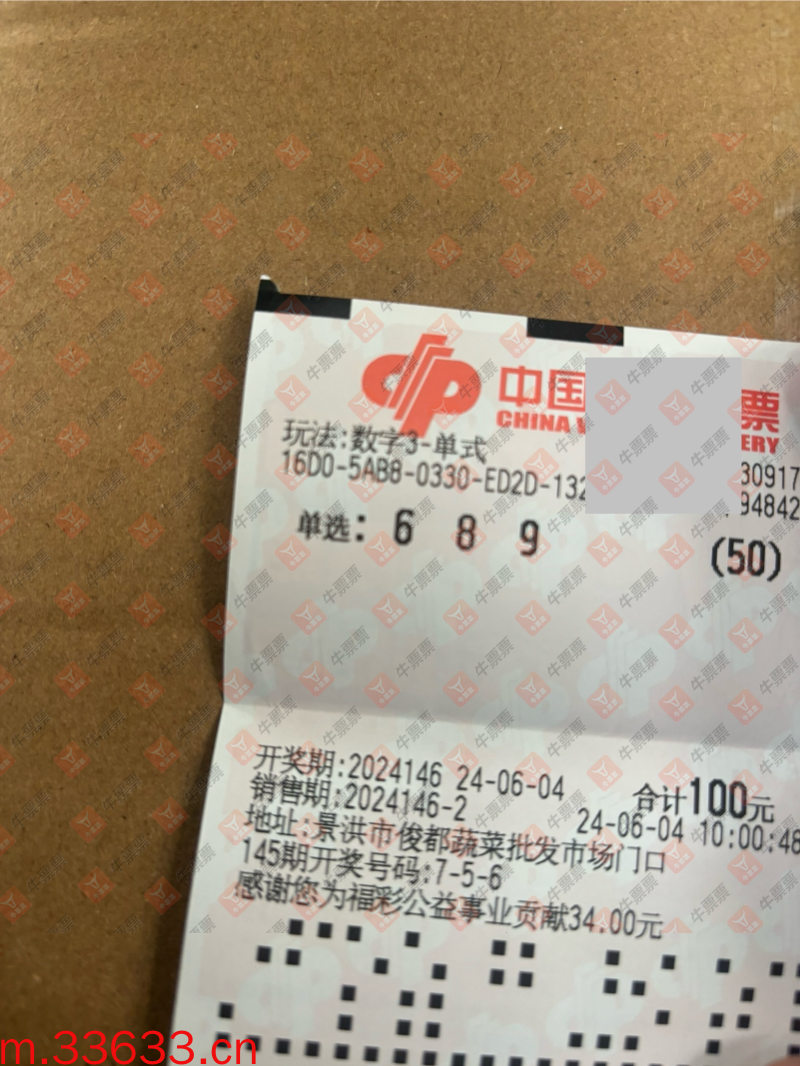 中国 票
CHINA ERY
玩法:数字3-单式
16D0-5AB8-0330-ED2D-132 30917
94842
单选: 6 8 9 (50)
开奖期:2024146 24-06-04 合计100元
销售期:2024146-2 24-06-04 10:00:48
地址:景洪市俊都蔬菜批发市场门口
145期开奖号码:7-5-6
感谢您为福彩公益事业贡献34.00元
牛票票
m.33633.cn